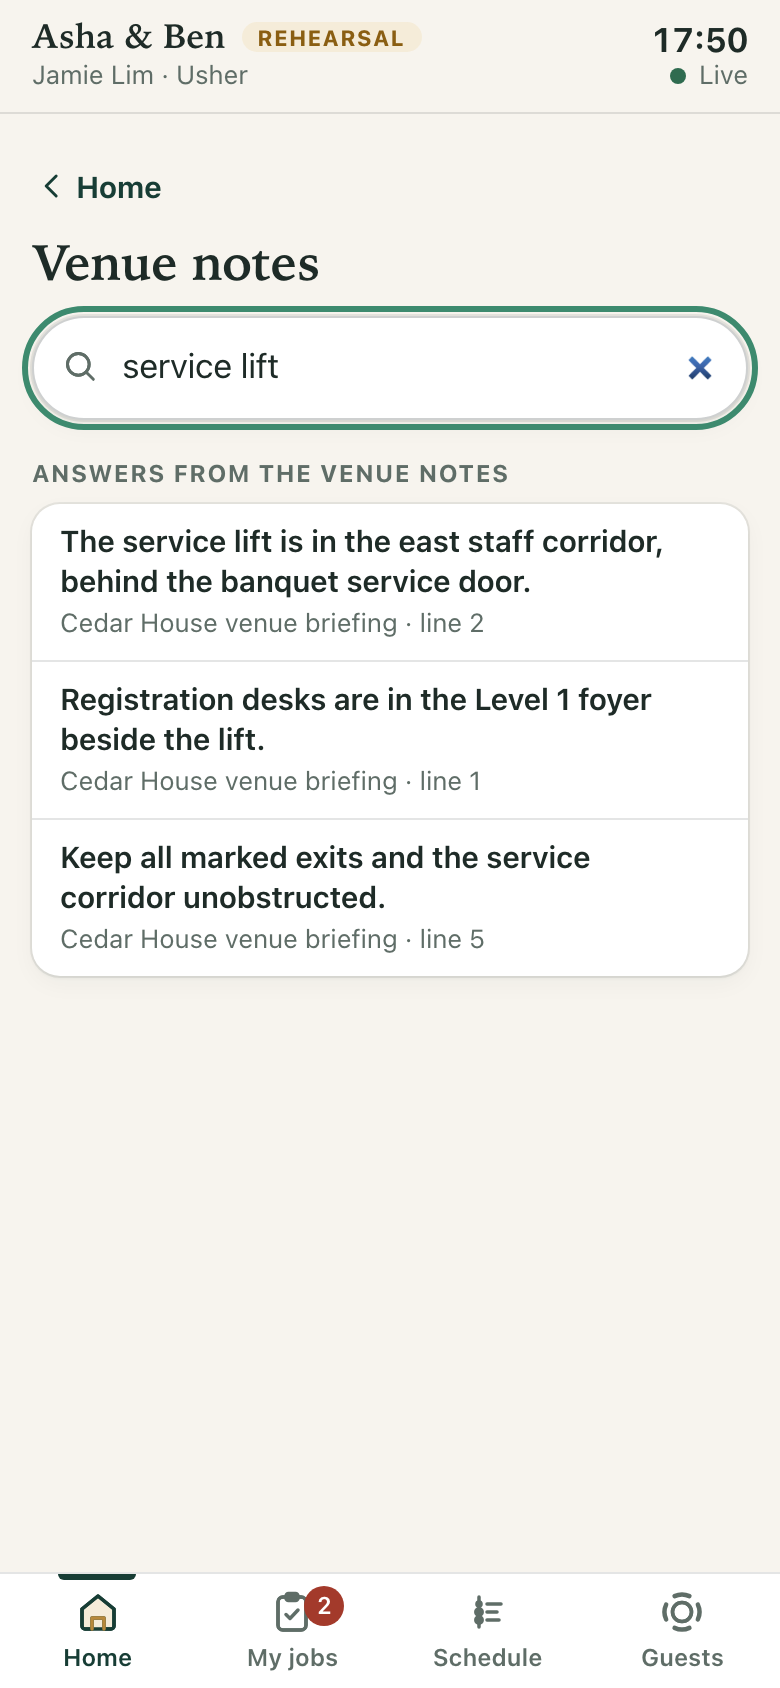 Asha & Ben REHEARSAL 17:50
Jamie Lim · Usher Live
Home
Venue notes
service lift
ANSWERS FROM THE VENUE NOTES
The service lift is in the east staff corridor,
behind the banquet service door.
Cedar House venue briefing · line 2
Registration desks are in the Level 1 foyer
beside the lift.
Cedar House venue briefing · line 1
Keep all marked exits and the service
corridor unobstructed.
Cedar House venue briefing · line 5
2
Home My jobs Schedule Guests